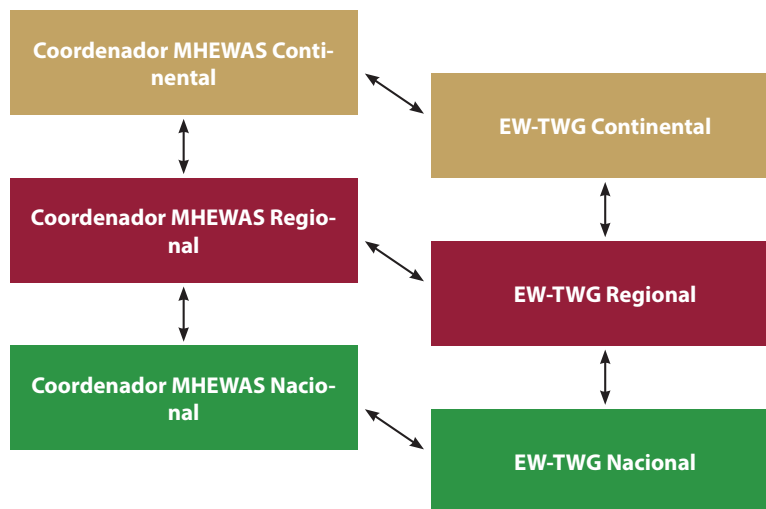 Coordenador MHEWAS Conti-
nental
EW-TWG Continental
Coordenador MHEWAS Regio-
nal
EW-TWG Regional
Coordenador MHEWAS Nacio-
nal
EW-TWG Nacional